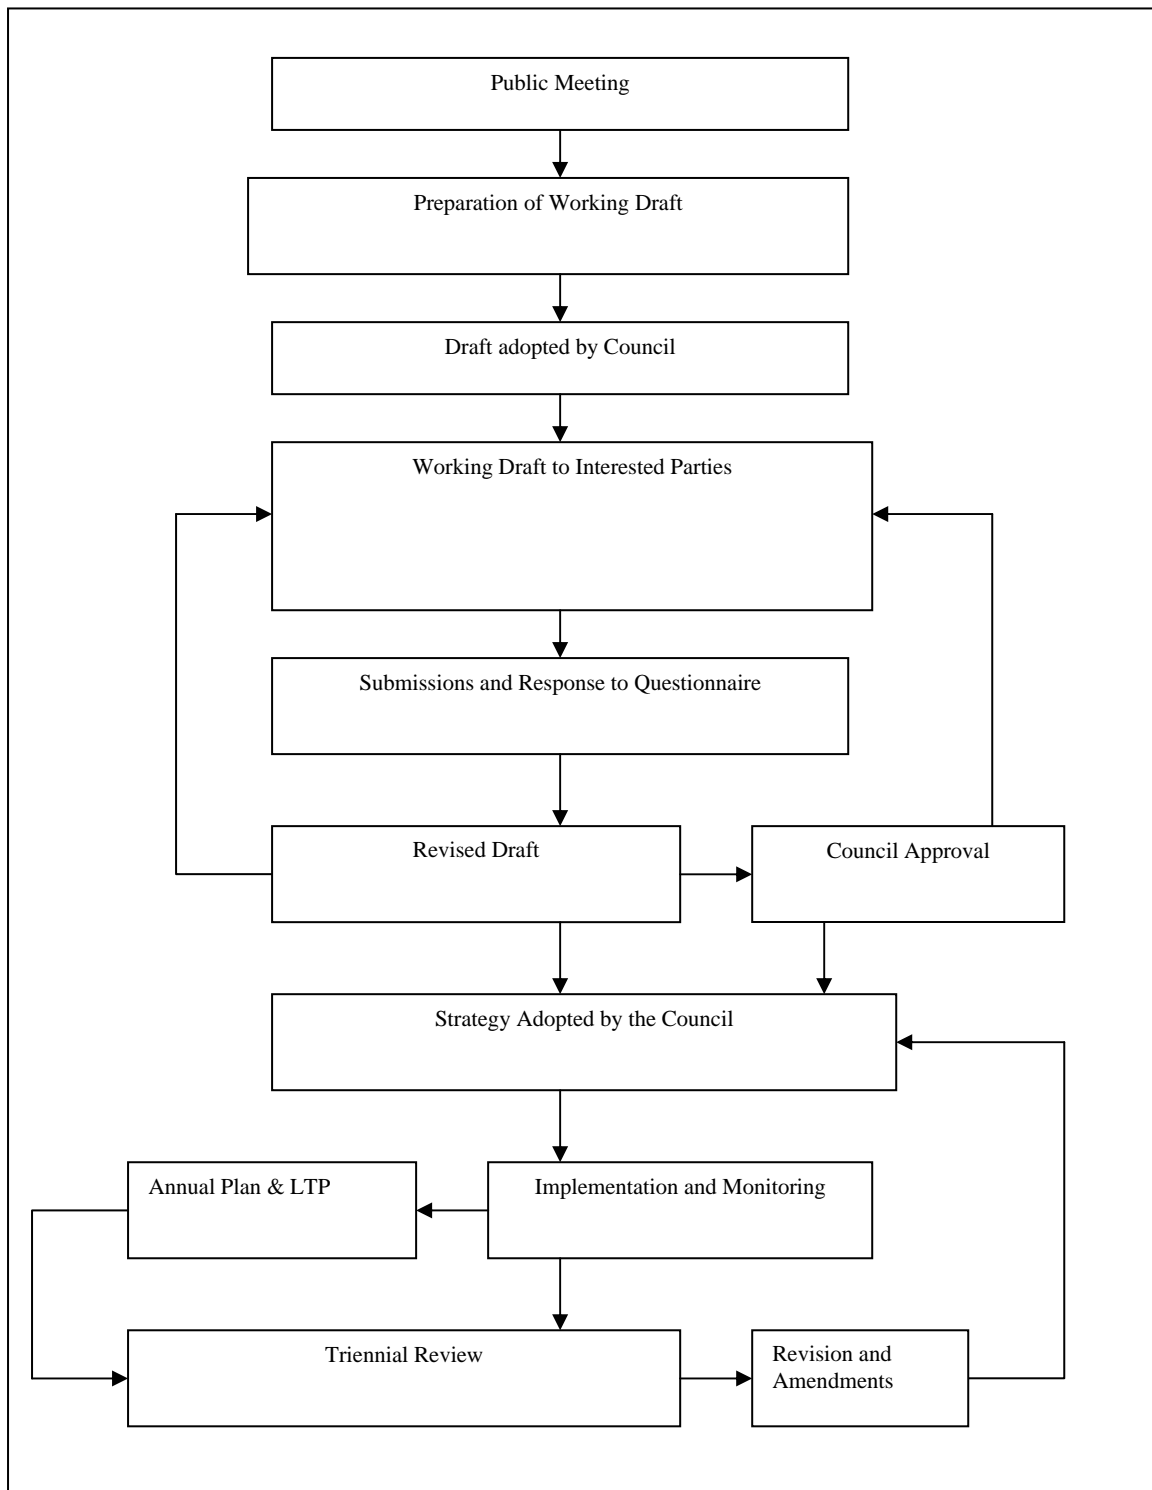 Public Meeting
Preparation of Working Draft
Draft adopted by Council
Working Draft to Interested Parties
Submissions and Response to Questionnaire
Revised Draft
Council Approval
Strategy Adopted by the Council
Annual Plan & LTP
Implementation and Monitoring
Triennial Review
Revision and
Amendments